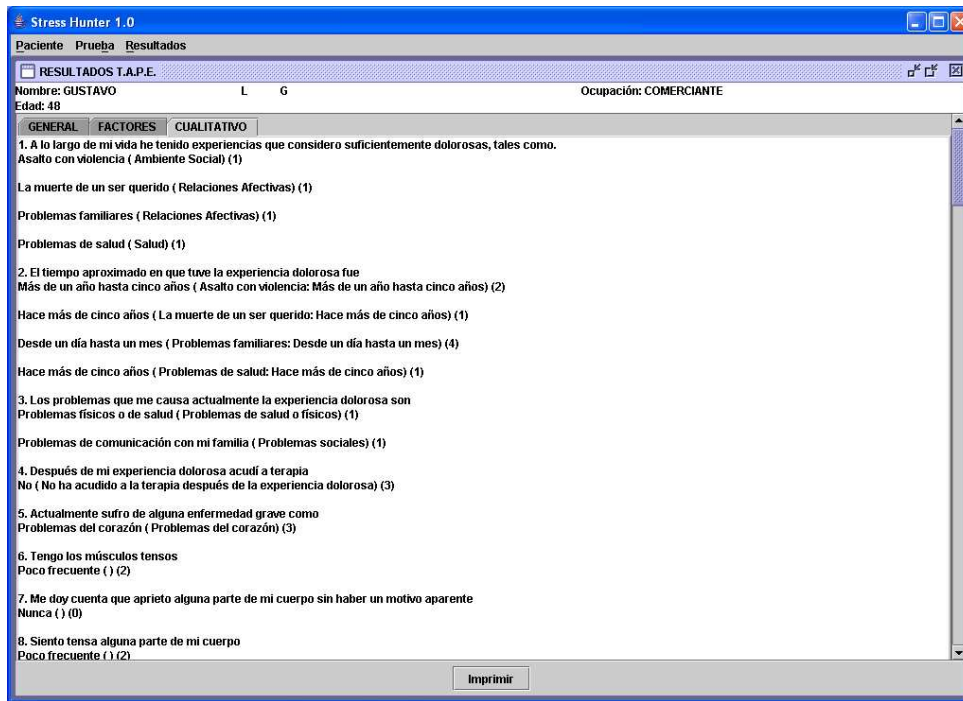 Stress Hunter 1.0
Paciente Prueba Resultados
RESULTADOS T.A.P.E.
Nombre: GUSTAVO L G Ocupación: COMERCIANTE
Edad: 48
GENERAL FACTORES CUALITATIVO
1. A lo largo de mi vida he tenido experiencias que considero suficientemente dolorosas, tales como.
Asalto con violencia ( Ambiente Social) (1)
La muerte de un ser querido ( Relaciones Afectivas) (1)
Problemas familiares ( Relaciones Afectivas) (1)
Problemas de salud ( Salud) (1)
2. El tiempo aproximado en que tuve la experiencia dolorosa fue
Más de un año hasta cinco años ( Asalto con violencia: Más de un año hasta cinco años) (2)
Hace más de cinco años ( La muerte de un ser querido: Hace más de cinco años) (1)
Desde un día hasta un mes ( Problemas familiares: Desde un día hasta un mes) (4)
Hace más de cinco años ( Problemas de salud: Hace más de cinco años) (1)
3. Los problemas que me causa actualmente la experiencia dolorosa son
Problemas físicos o de salud ( Problemas de salud o físicos) (1)
Problemas de comunicación con mi familia ( Problemas sociales) (1)
4. Después de mi experiencia dolorosa acudí a terapia
No ( No ha acudido a la terapia después de la experiencia dolorosa) (3)
5. Actualmente sufro de alguna enfermedad grave como
Problemas del corazón ( Problemas del corazón) (3)
6. Tengo los músculos tensos
Poco frecuente ( ) (2)
7. Me doy cuenta que aprieto alguna parte de mi cuerpo sin haber un motivo aparente
Nunca ( ) (0)
8. Siento tensa alguna parte de mi cuerpo
Poco frecuente ( ) (2)
Imprimir